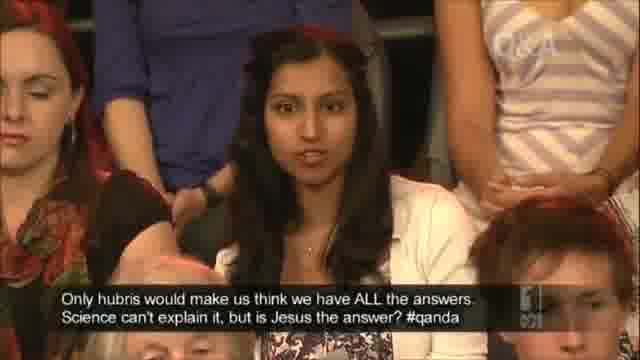 Q&A
Only hubris would make us think we have ALL the answers.
Science can't explain it, but is Jesus the answer? #qanda